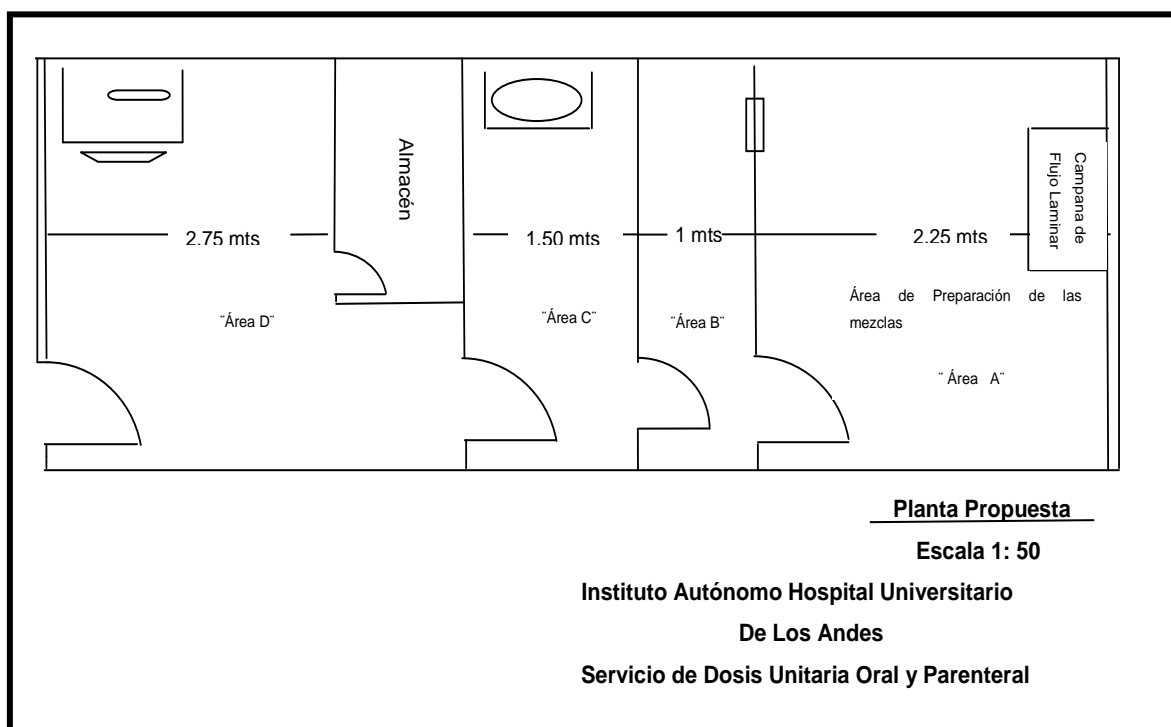 Almacén
Campana de
Flujo Laminar
2.75 mts
1.50 mts
1 mts
2.25 mts
Área de Preparación de las
mezclas
¨Área D¨
¨Área C¨
¨Área B¨
¨ Área A¨
Planta Propuesta
Escala 1: 50
Instituto Autónomo Hospital Universitario
De Los Andes
Servicio de Dosis Unitaria Oral y Parenteral